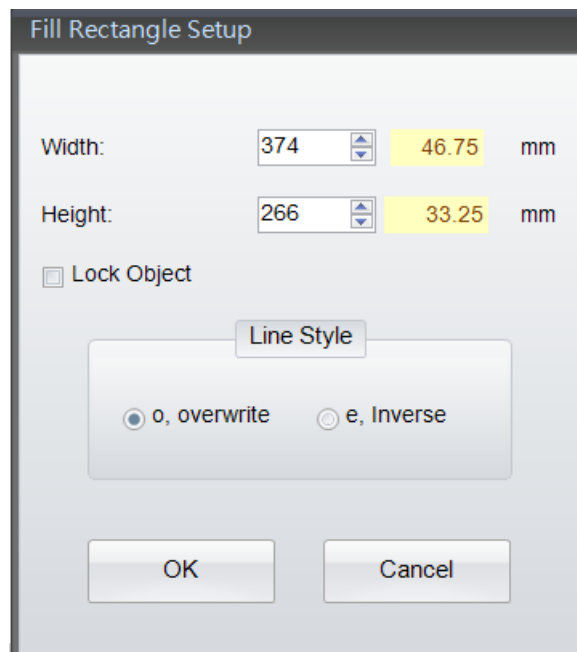 Fill Rectangle Setup
Width: 374 46.75 mm
Height: 266 33.25 mm
Lock Object
Line Style
o, overwrite e, Inverse
OK Cancel